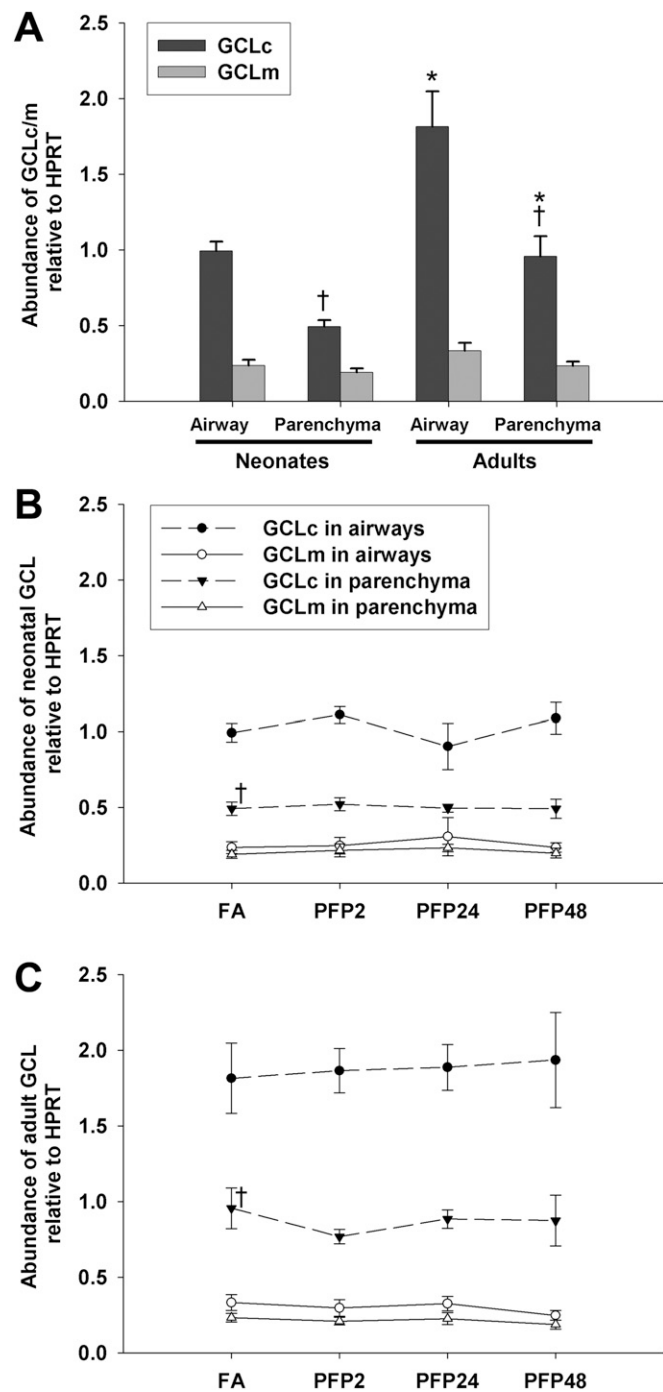 A
Abundance of GCLc/m
relative to HPRT
2.5
2.0
1.5
1.0
0.5
0.0
GCLc
GCLm
*
*
†
†
Airway Parenchyma Airway Parenchyma
Neonates Adults
B
Abundance of neonatal GCL
relative to HPRT
2.5
2.0
1.5
1.0
0.5
0.0
GCLc in airways
GCLm in airways
GCLc in parenchyma
GCLm in parenchyma
†
FA PFP2 PFP24 PFP48
C
Abundance of adult GCL
relative to HPRT
2.5
2.0
1.5
1.0
0.5
0.0
†
FA PFP2 PFP24 PFP48